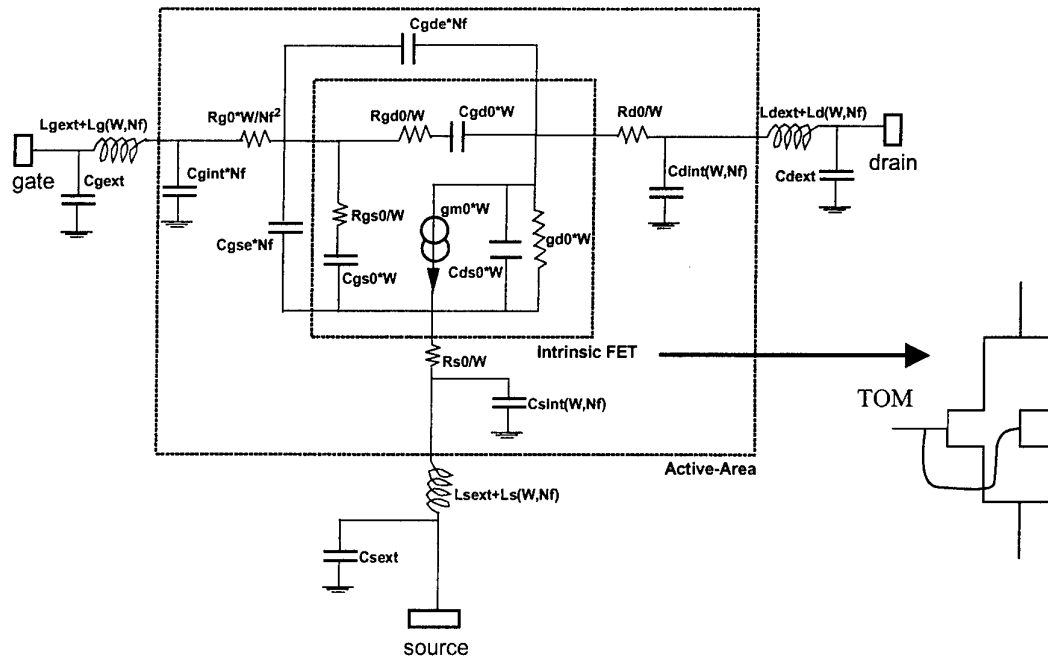 Cgde*Nf
Lgext+Lg(W,Nf)
Rg0*W/Nf²
Rgd0/W
Cgd0*W
Rd0/W
Ldext+Ld(W,Nf)
gate
drain
Cgext
Cgint*Nf
Cdint(W,Nf)
Cdext
Cgse*Nf
Rgs0/W
gm0*W
gd0*W
Cgs0*W
Cds0*W
Rs0/W
Intrinsic FET
TOM
Csint(W,Nf)
Active-Area
Lsext+Ls(W,Nf)
Csext
source